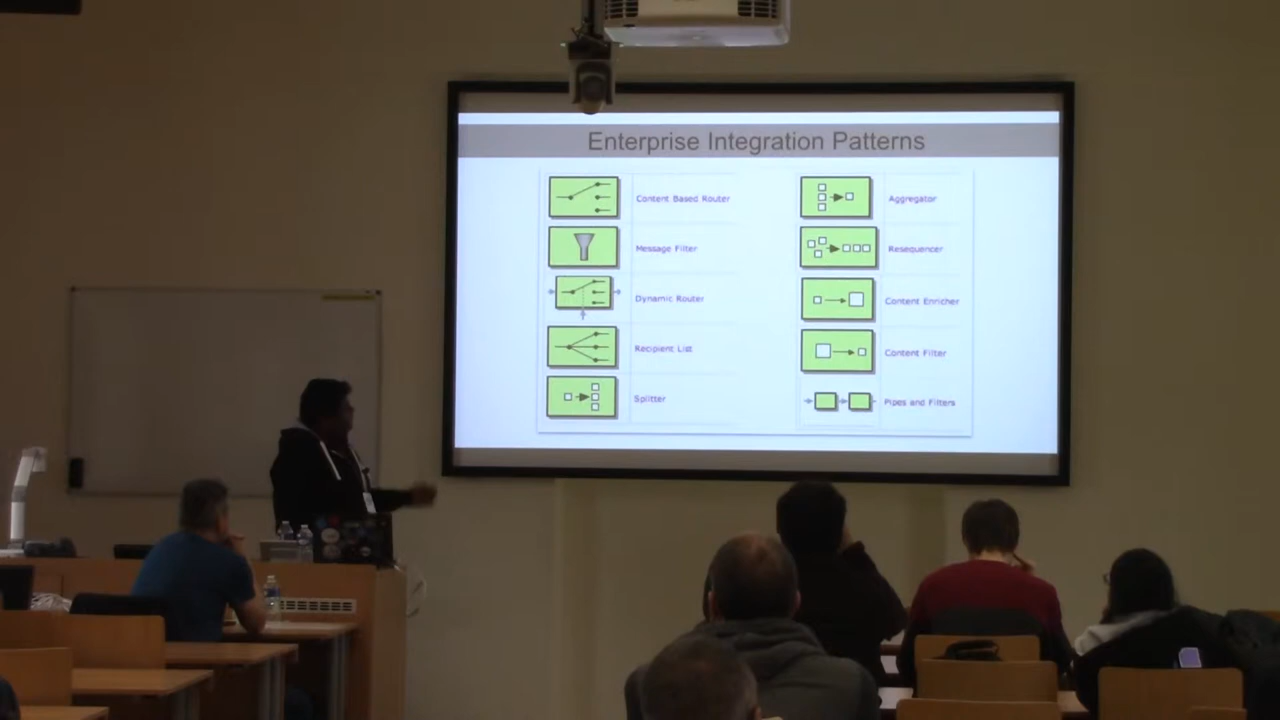 Enterprise Integration Patterns
Content Based Router
Message Filter
Dynamic Router
Recipient List
Splitter
Aggregator
Resequencer
Content Enricher
Content Filter
Pipes and Filters